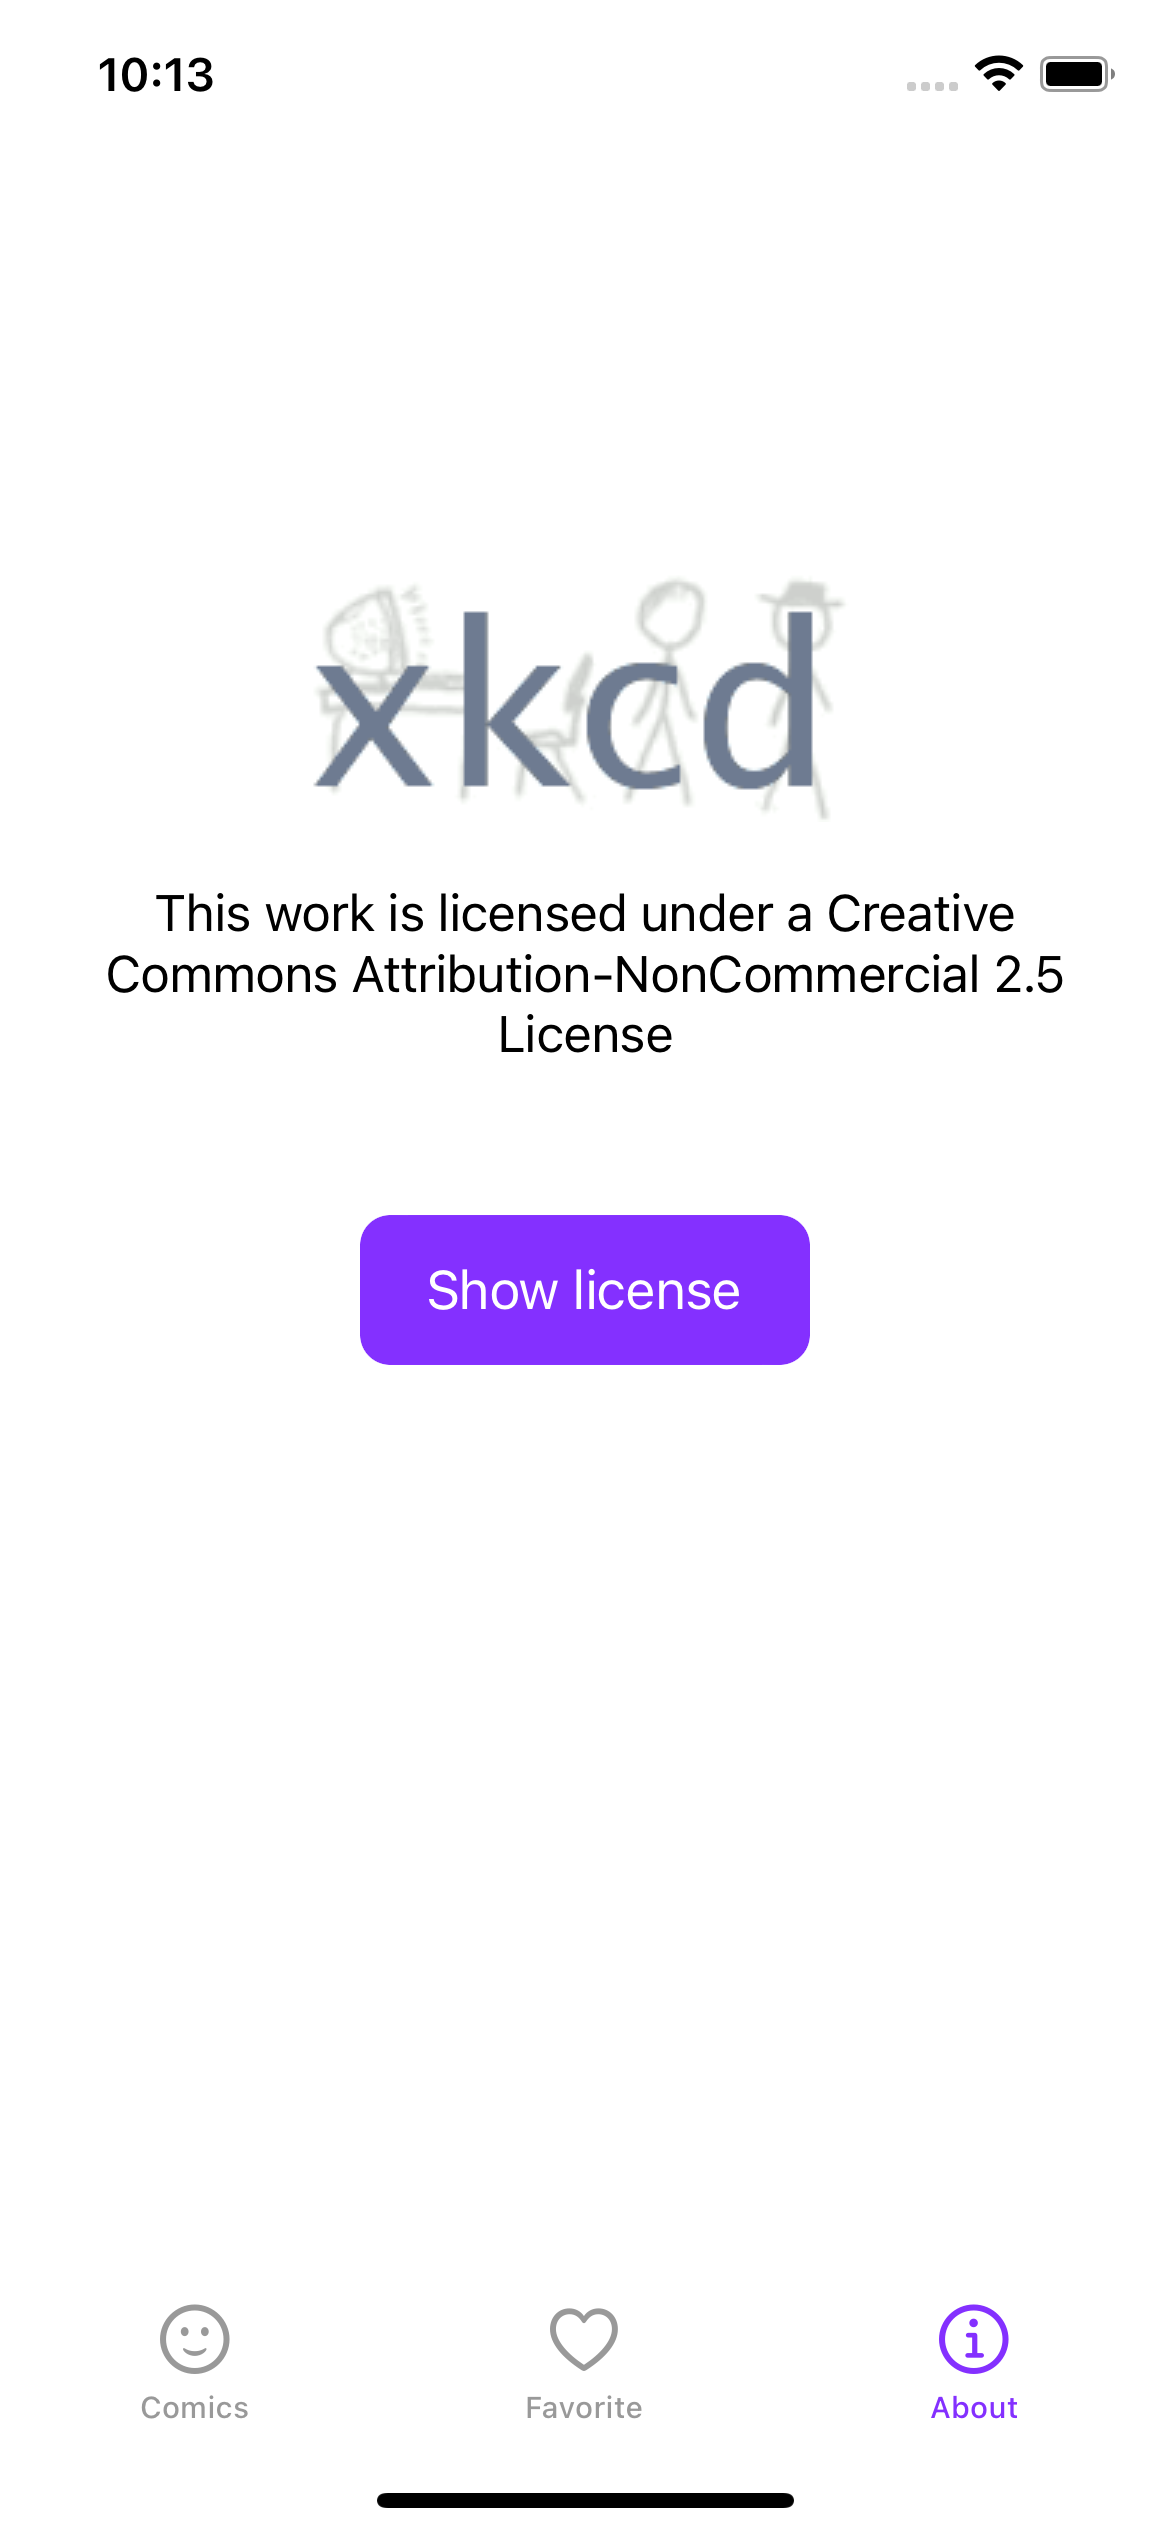 10:13
xkcd
This work is licensed under a Creative
Commons Attribution-NonCommercial 2.5
License
Show license
Comics
Favorite
About